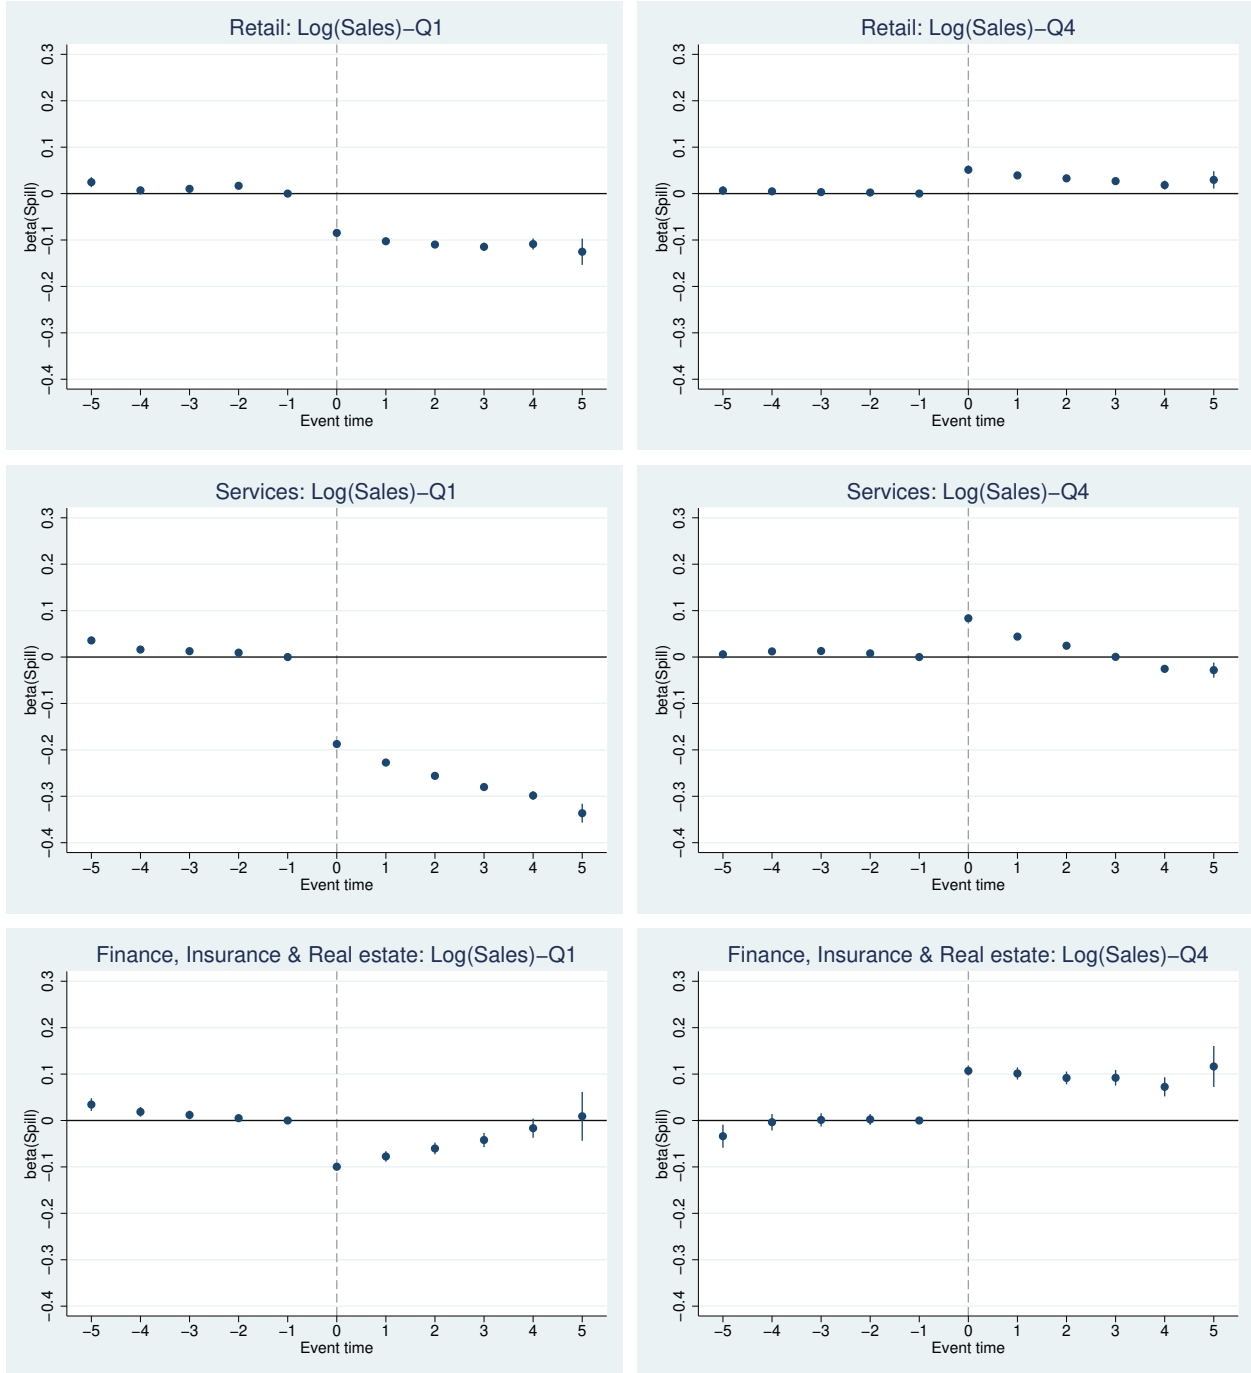 Retail: Log(Sales)−Q1
beta(Spill)
0.3
0.2
0.1
0
−0.1
−0.2
−0.3
−0.4
−5 −4 −3 −2 −1 0 1 2 3 4 5
Event time
Retail: Log(Sales)−Q4
beta(Spill)
0.3
0.2
0.1
0
−0.1
−0.2
−0.3
−0.4
−5 −4 −3 −2 −1 0 1 2 3 4 5
Event time
Services: Log(Sales)−Q1
beta(Spill)
0.3
0.2
0.1
0
−0.1
−0.2
−0.3
−0.4
−5 −4 −3 −2 −1 0 1 2 3 4 5
Event time
Services: Log(Sales)−Q4
beta(Spill)
0.3
0.2
0.1
0
−0.1
−0.2
−0.3
−0.4
−5 −4 −3 −2 −1 0 1 2 3 4 5
Event time
Finance, Insurance & Real estate: Log(Sales)−Q1
beta(Spill)
0.3
0.2
0.1
0
−0.1
−0.2
−0.3
−0.4
−5 −4 −3 −2 −1 0 1 2 3 4 5
Event time
Finance, Insurance & Real estate: Log(Sales)−Q4
beta(Spill)
0.3
0.2
0.1
0
−0.1
−0.2
−0.3
−0.4
−5 −4 −3 −2 −1 0 1 2 3 4 5
Event time